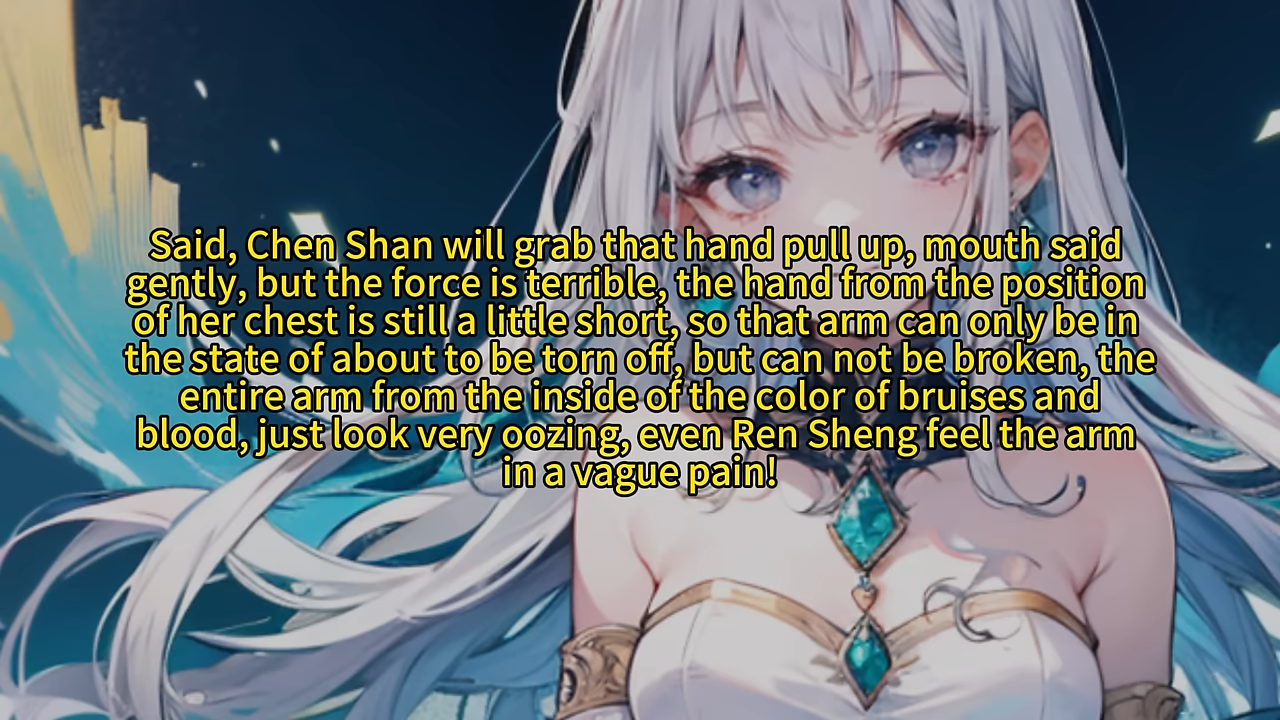 Said, Chen Shan will grab that hand pull up, mouth said
gently, but the force is terrible, the hand from the position
of her chest is still a little short, so that arm can only be in
the state of about to be torn off, but can not be broken, the
entire arm from the inside of the color of bruises and
blood, just look very oozing, even Ren Sheng feel the arm
in a vague pain!